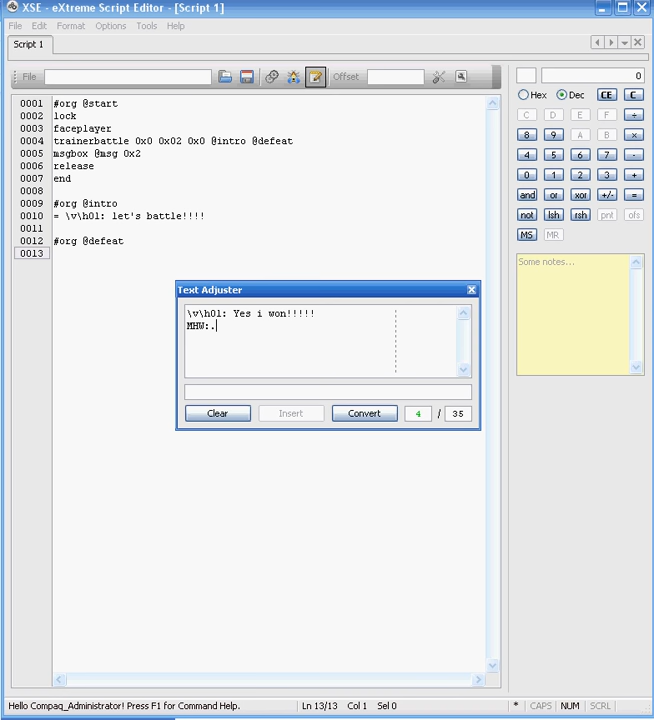 XSE - eXtreme Script Editor - [Script 1]
File Edit Format Options Tools Help
Script 1
File Offset
0
Hex Dec CE C
C D E F ÷
8 9 A B ×
4 5 6 7 -
0 1 2 3 +
and or xor +/- =
not lsh rsh pnt ofs
MS MR
Some notes...
0001 #org @start
0002 lock
0003 faceplayer
0004 trainerbattle 0x0 0x02 0x0 @intro @defeat
0005 msgbox @msg 0x2
0006 release
0007 end
0008
0009 #org @intro
0010 = \v\h01: let's battle!!!!
0011
0012 #org @defeat
0013
Text Adjuster
\v\h01: Yes i won!!!!!
MHW:.
Clear Insert Convert 4 / 35
Hello Compaq_Administrator! Press F1 for Command Help. Ln 13/13 Col 1 Sel 0 * CAPS NUM SCRL